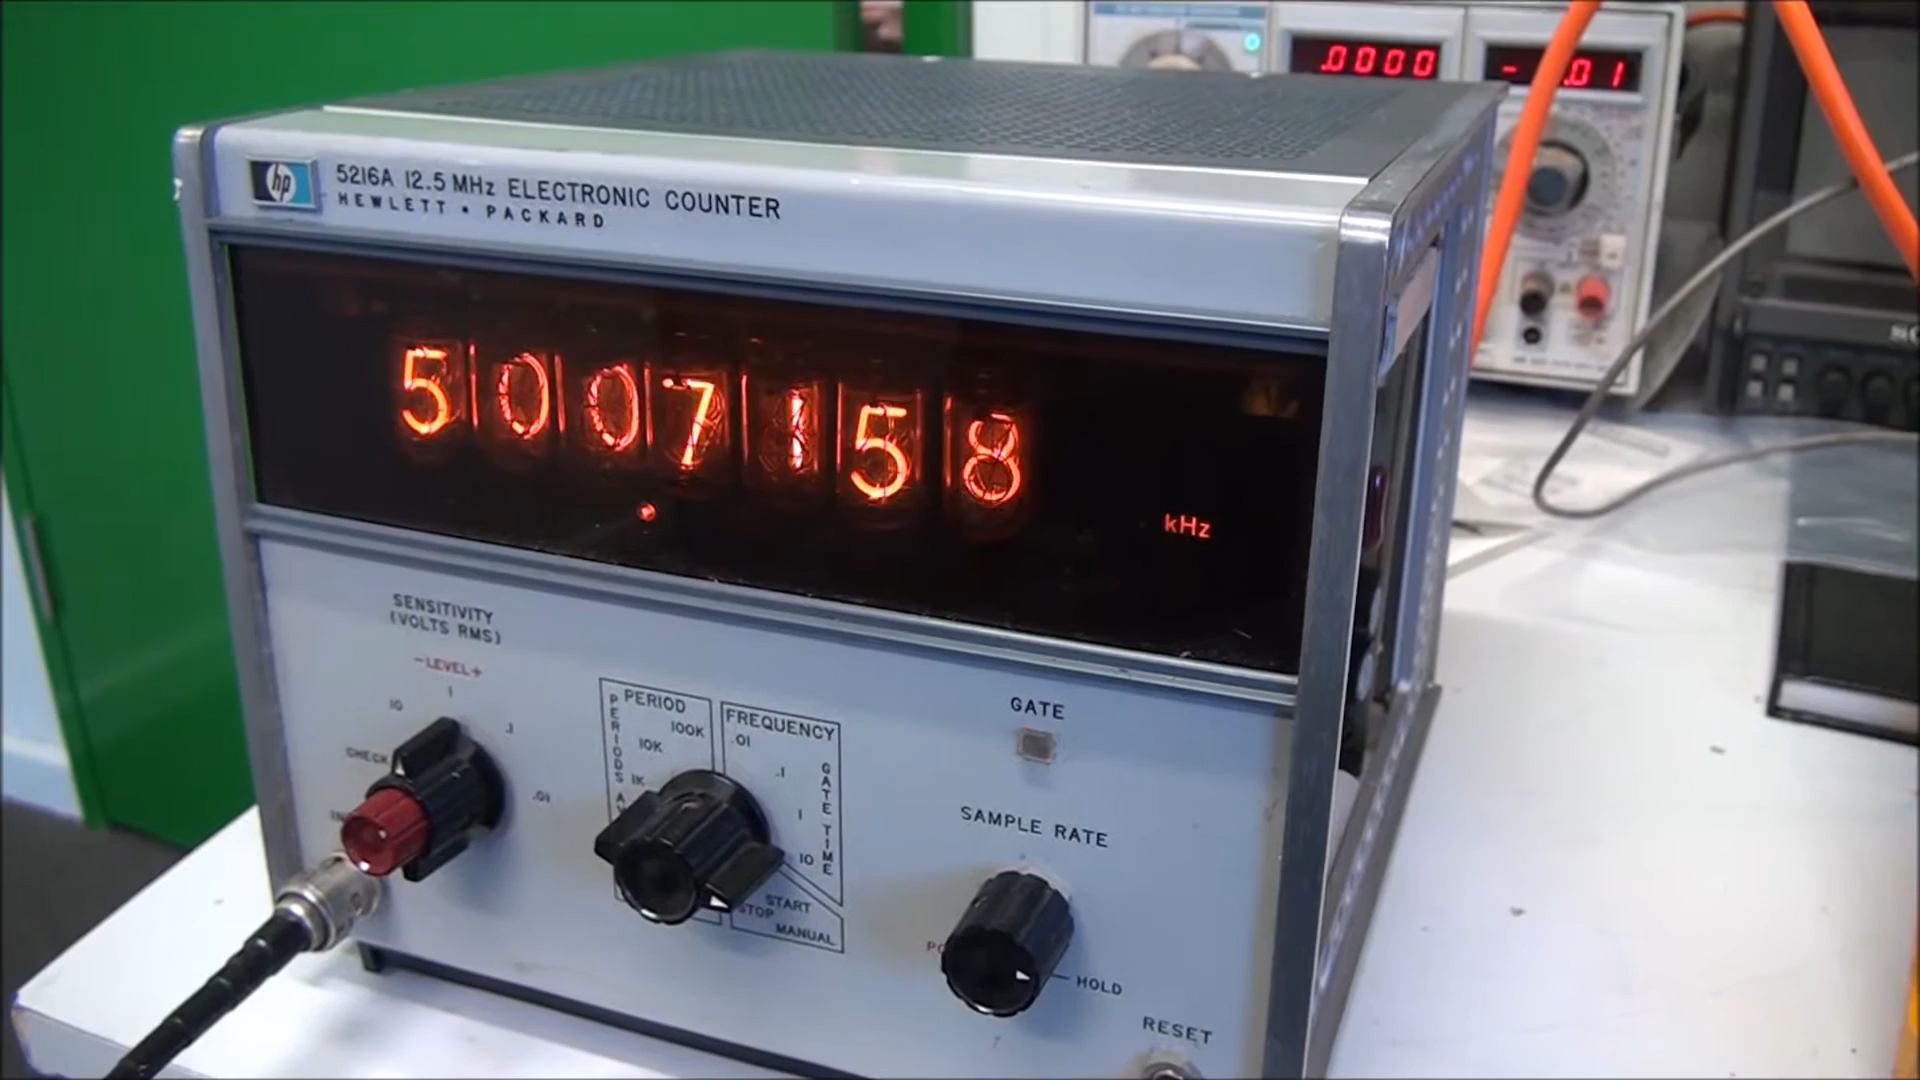 .0000
- .01
hp
5216A 12.5 MHz ELECTRONIC COUNTER
HEWLETT • PACKARD
5007158
kHz
SENSITIVITY
(VOLTS RMS)
-LEVEL+
10 1 .1 .01
CHECK
PERIOD
PERIODS
100K
10K
1K
FREQUENCY
GATE TIME
.01
.1
1
10
START
STOP
MANUAL
GATE
SAMPLE RATE
HOLD
RESET